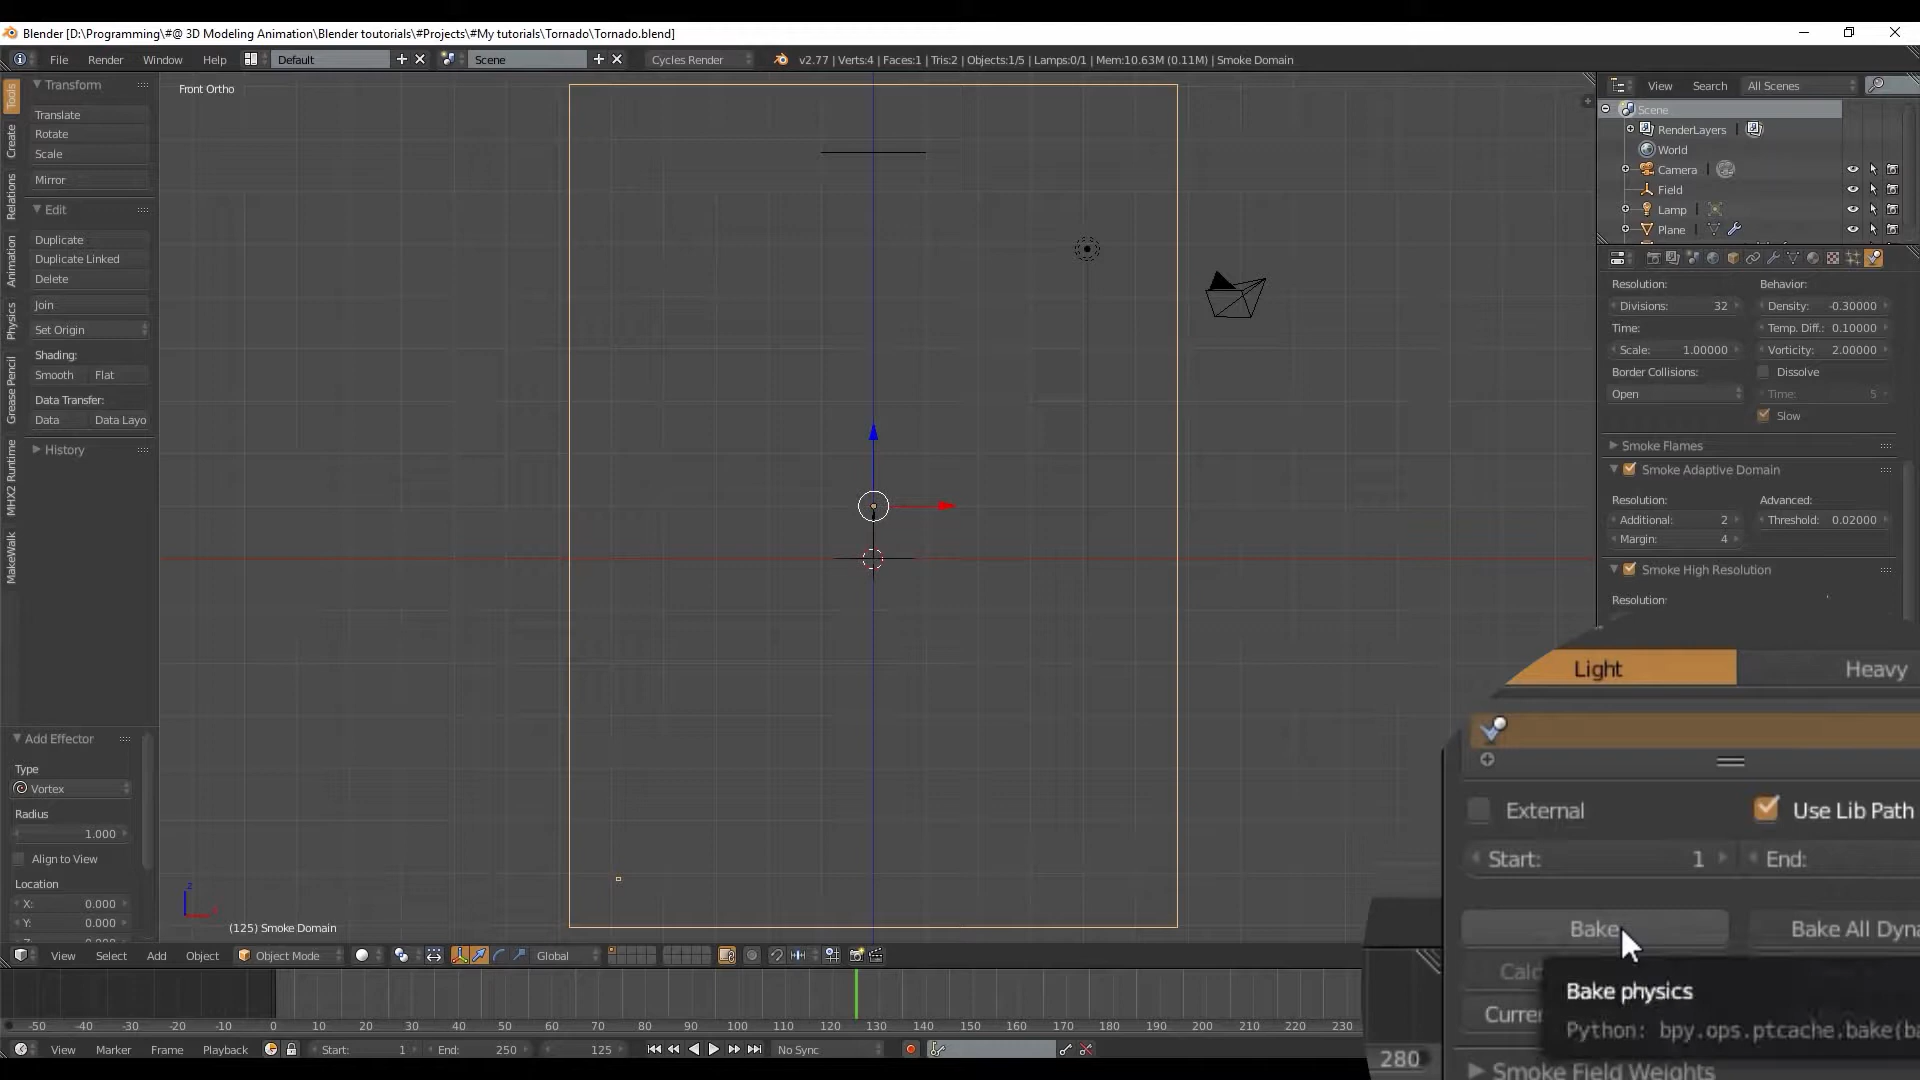 Blender [D:\Programming\#@ 3D Modeling Animation\Blender toutorials\#Projects\#My tutorials\Tornado\Tornado.blend]
File Render Window Help Default Scene Cycles Render v2.77 | Verts:4 | Faces:1 | Tris:2 | Objects:1/5 | Lamps:0/1 | Mem:10.63M (0.11M) | Smoke Domain
Tools
Create
Relations
Animation
Physics
Grease Pencil
MHX2 Runtime
MakeWalk
Transform
Translate
Rotate
Scale
Mirror
Edit
Duplicate
Duplicate Linked
Delete
Join
Set Origin
Shading:
Smooth Flat
Data Transfer:
Data Data Layo
History
Add Effector
Type
Vortex
Radius
1.000
Align to View
Location
X: 0.000
Y: 0.000
Front Ortho
z
(125) Smoke Domain
View Search All Scenes
Scene
RenderLayers
World
Camera
Field
Lamp
Plane
Resolution: Behavior:
Divisions: 32 Density: -0.30000
Time: Temp. Diff.: 0.10000
Scale: 1.00000 Vorticity: 2.00000
Border Collisions: Dissolve
Open Time: 5
Slow
Smoke Flames
Smoke Adaptive Domain
Resolution: Advanced:
Additional: 2 Threshold: 0.02000
Margin: 4
Smoke High Resolution
Resolution:
Light Heavy
External Use Lib Path
Start: 1 End:
Bake Bake All Dyna
Calc
Curre
Bake physics
Python: bpy.ops.ptcache.bake(ba
Smoke Field Weights
280
View Select Add Object Object Mode Global
-50 -40 -30 -20 -10 0 10 20 30 40 50 60 70 80 90 100 110 120 130 140 150 160 170 180 190 200 210 220 230
View Marker Frame Playback Start: 1 End: 250 125 No Sync